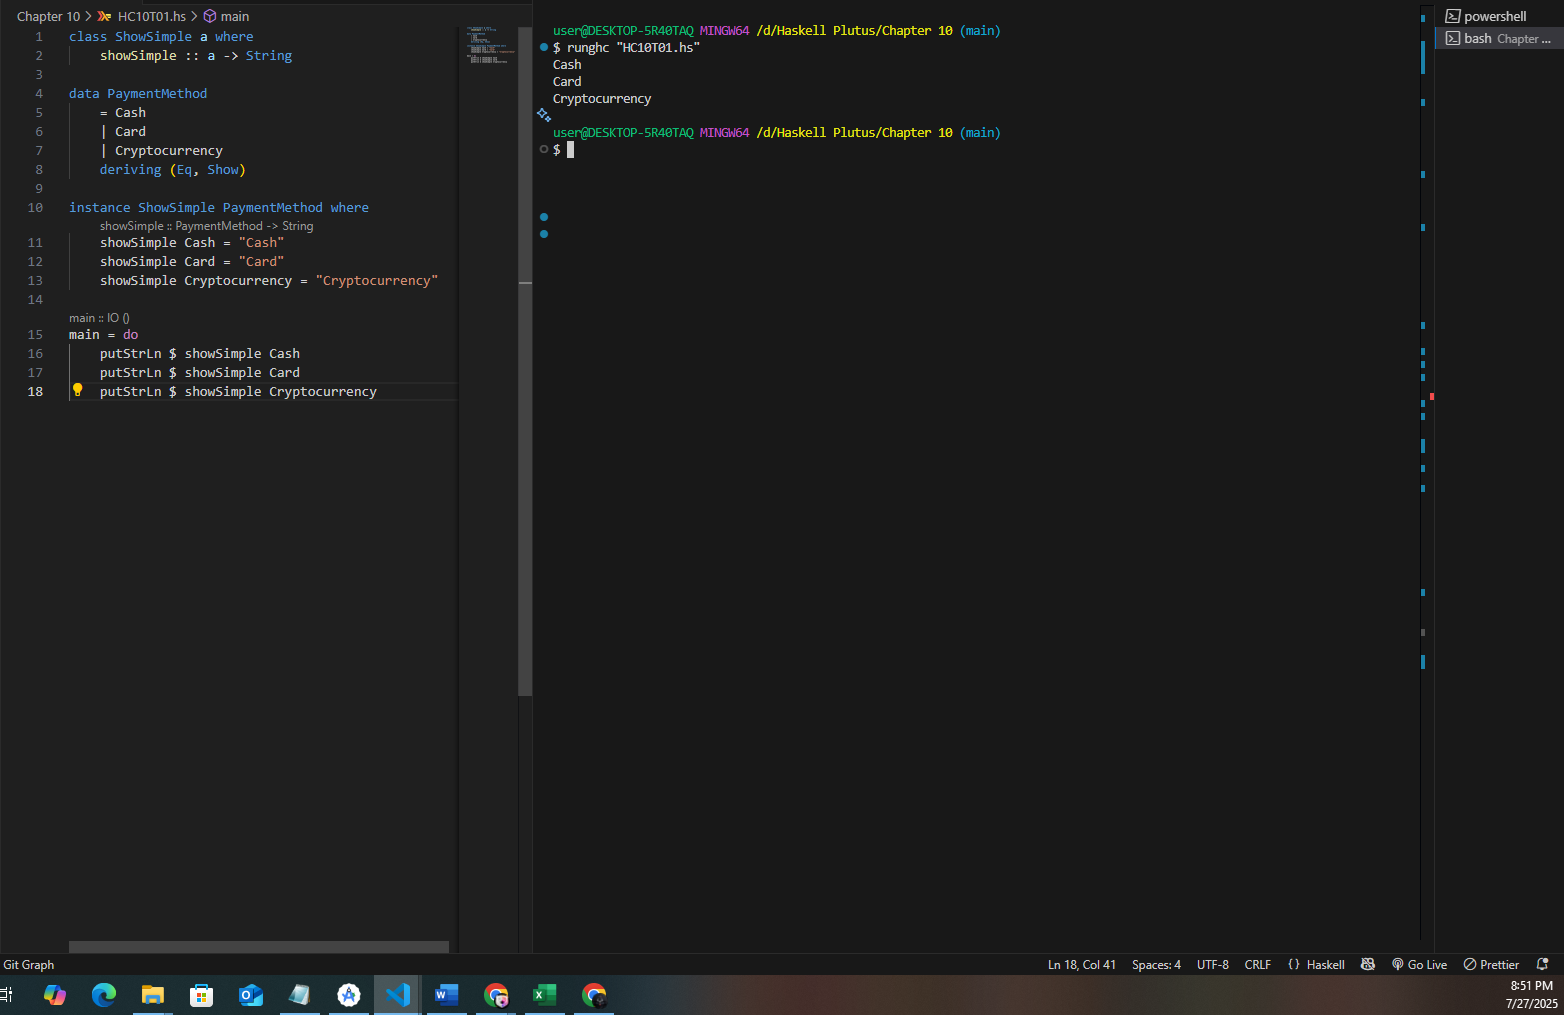 Chapter 10 > HC10T01.hs > main
1 class ShowSimple a where
2 showSimple :: a -> String
3
4 data PaymentMethod
5 = Cash
6 | Card
7 | Cryptocurrency
8 deriving (Eq, Show)
9
10 instance ShowSimple PaymentMethod where
showSimple :: PaymentMethod -> String
11 showSimple Cash = "Cash"
12 showSimple Card = "Card"
13 showSimple Cryptocurrency = "Cryptocurrency"
14
main :: IO ()
15 main = do
16 putStrLn $ showSimple Cash
17 putStrLn $ showSimple Card
18 putStrLn $ showSimple Cryptocurrency
user@DESKTOP-5R40TAQ MINGW64 /d/Haskell Plutus/Chapter 10 (main)
$ runghc "HC10T01.hs"
Cash
Card
Cryptocurrency
user@DESKTOP-5R40TAQ MINGW64 /d/Haskell Plutus/Chapter 10 (main)
$
powershell
bash Chapter ...
Git Graph
Ln 18, Col 41 Spaces: 4 UTF-8 CRLF {} Haskell Go Live Prettier
8:51 PM
7/27/2025